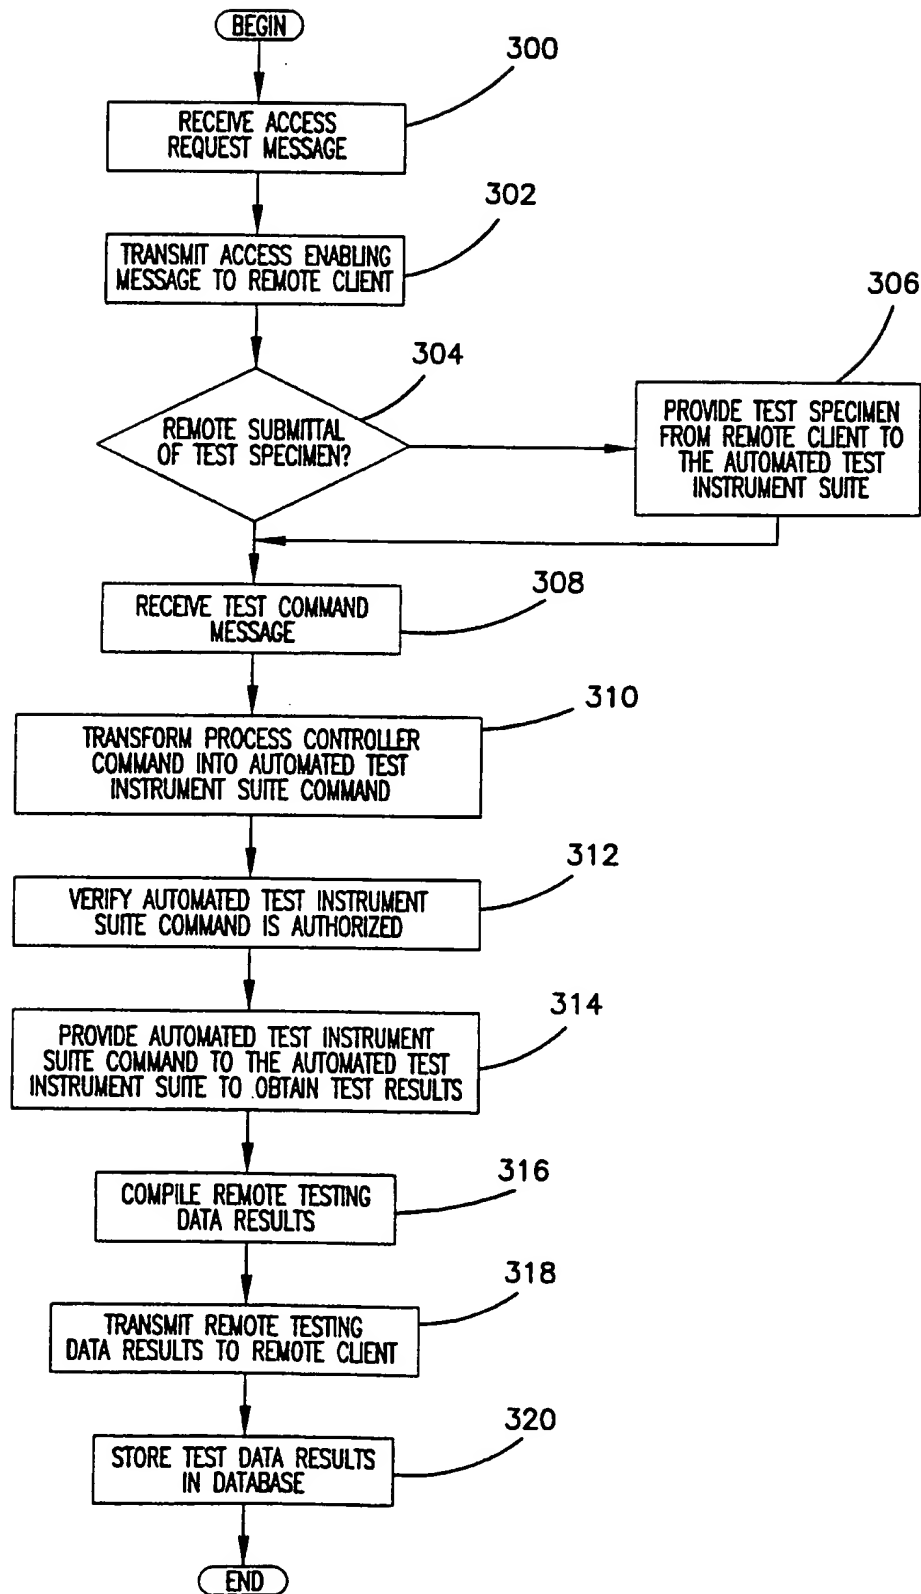 BEGIN
300
RECEIVE ACCESS
REQUEST MESSAGE
302
TRANSMIT ACCESS ENABLING
MESSAGE TO REMOTE CLIENT
304
REMOTE SUBMITTAL
OF TEST SPECIMEN?
306
PROVIDE TEST SPECIMEN
FROM REMOTE CLIENT TO
THE AUTOMATED TEST
INSTRUMENT SUITE
308
RECEIVE TEST COMMAND
MESSAGE
310
TRANSFORM PROCESS CONTROLLER
COMMAND INTO AUTOMATED TEST
INSTRUMENT SUITE COMMAND
312
VERIFY AUTOMATED TEST INSTRUMENT
SUITE COMMAND IS AUTHORIZED
314
PROVIDE AUTOMATED TEST INSTRUMENT
SUITE COMMAND TO THE AUTOMATED TEST
INSTRUMENT SUITE TO OBTAIN TEST RESULTS
316
COMPILE REMOTE TESTING
DATA RESULTS
318
TRANSMIT REMOTE TESTING
DATA RESULTS TO REMOTE CLIENT
320
STORE TEST DATA RESULTS
IN DATABASE
END